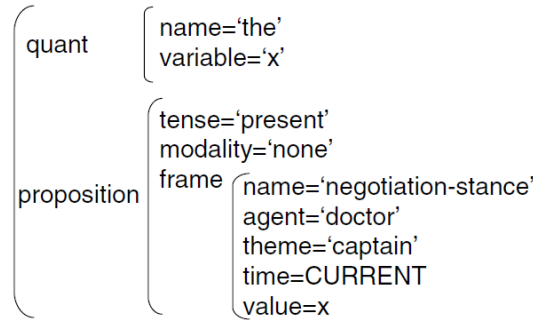 quant
name=‘the’
variable=‘x’
proposition
tense=‘present’
modality=‘none’
frame
name=‘negotiation-stance’
agent=‘doctor’
theme=‘captain’
time=CURRENT
value=x